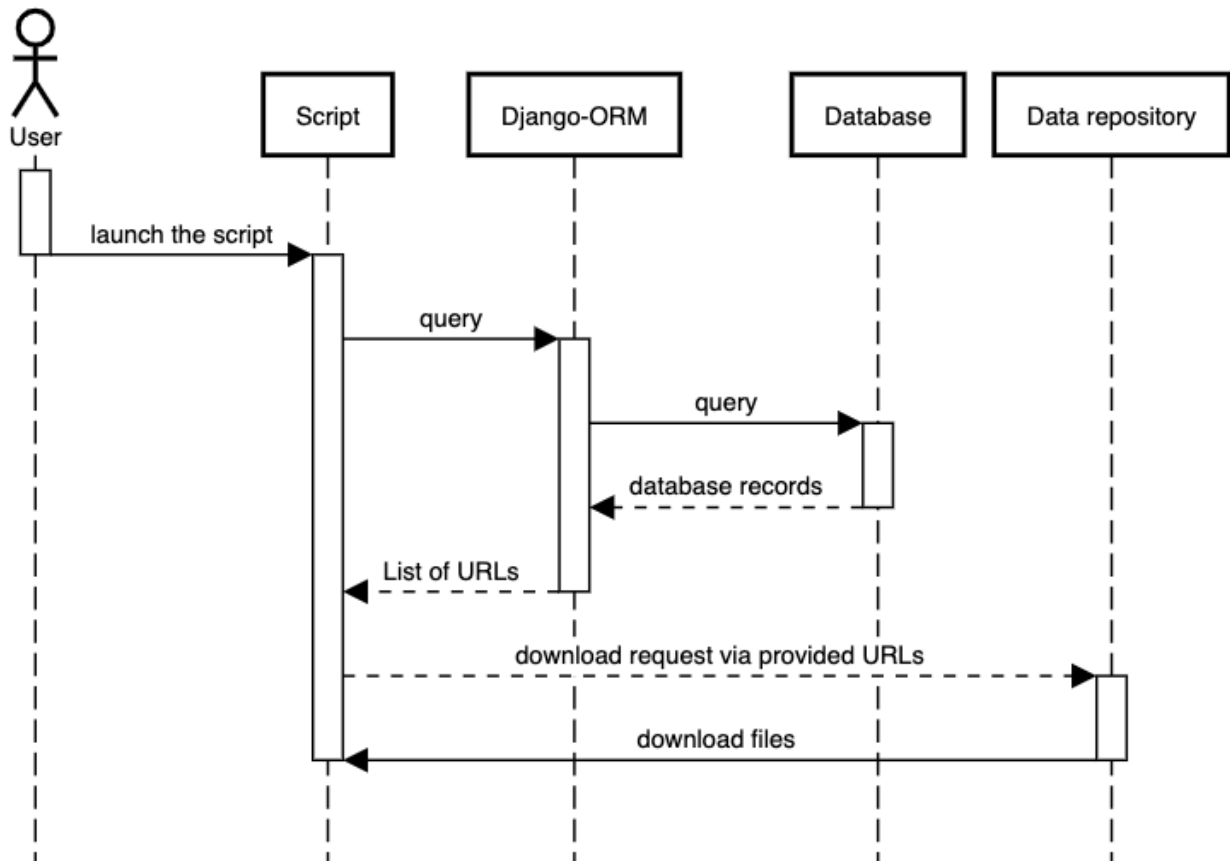 User
Script
Django-ORM
Database
Data repository
launch the script
query
query
database records
List of URLs
download request via provided URLs
download files